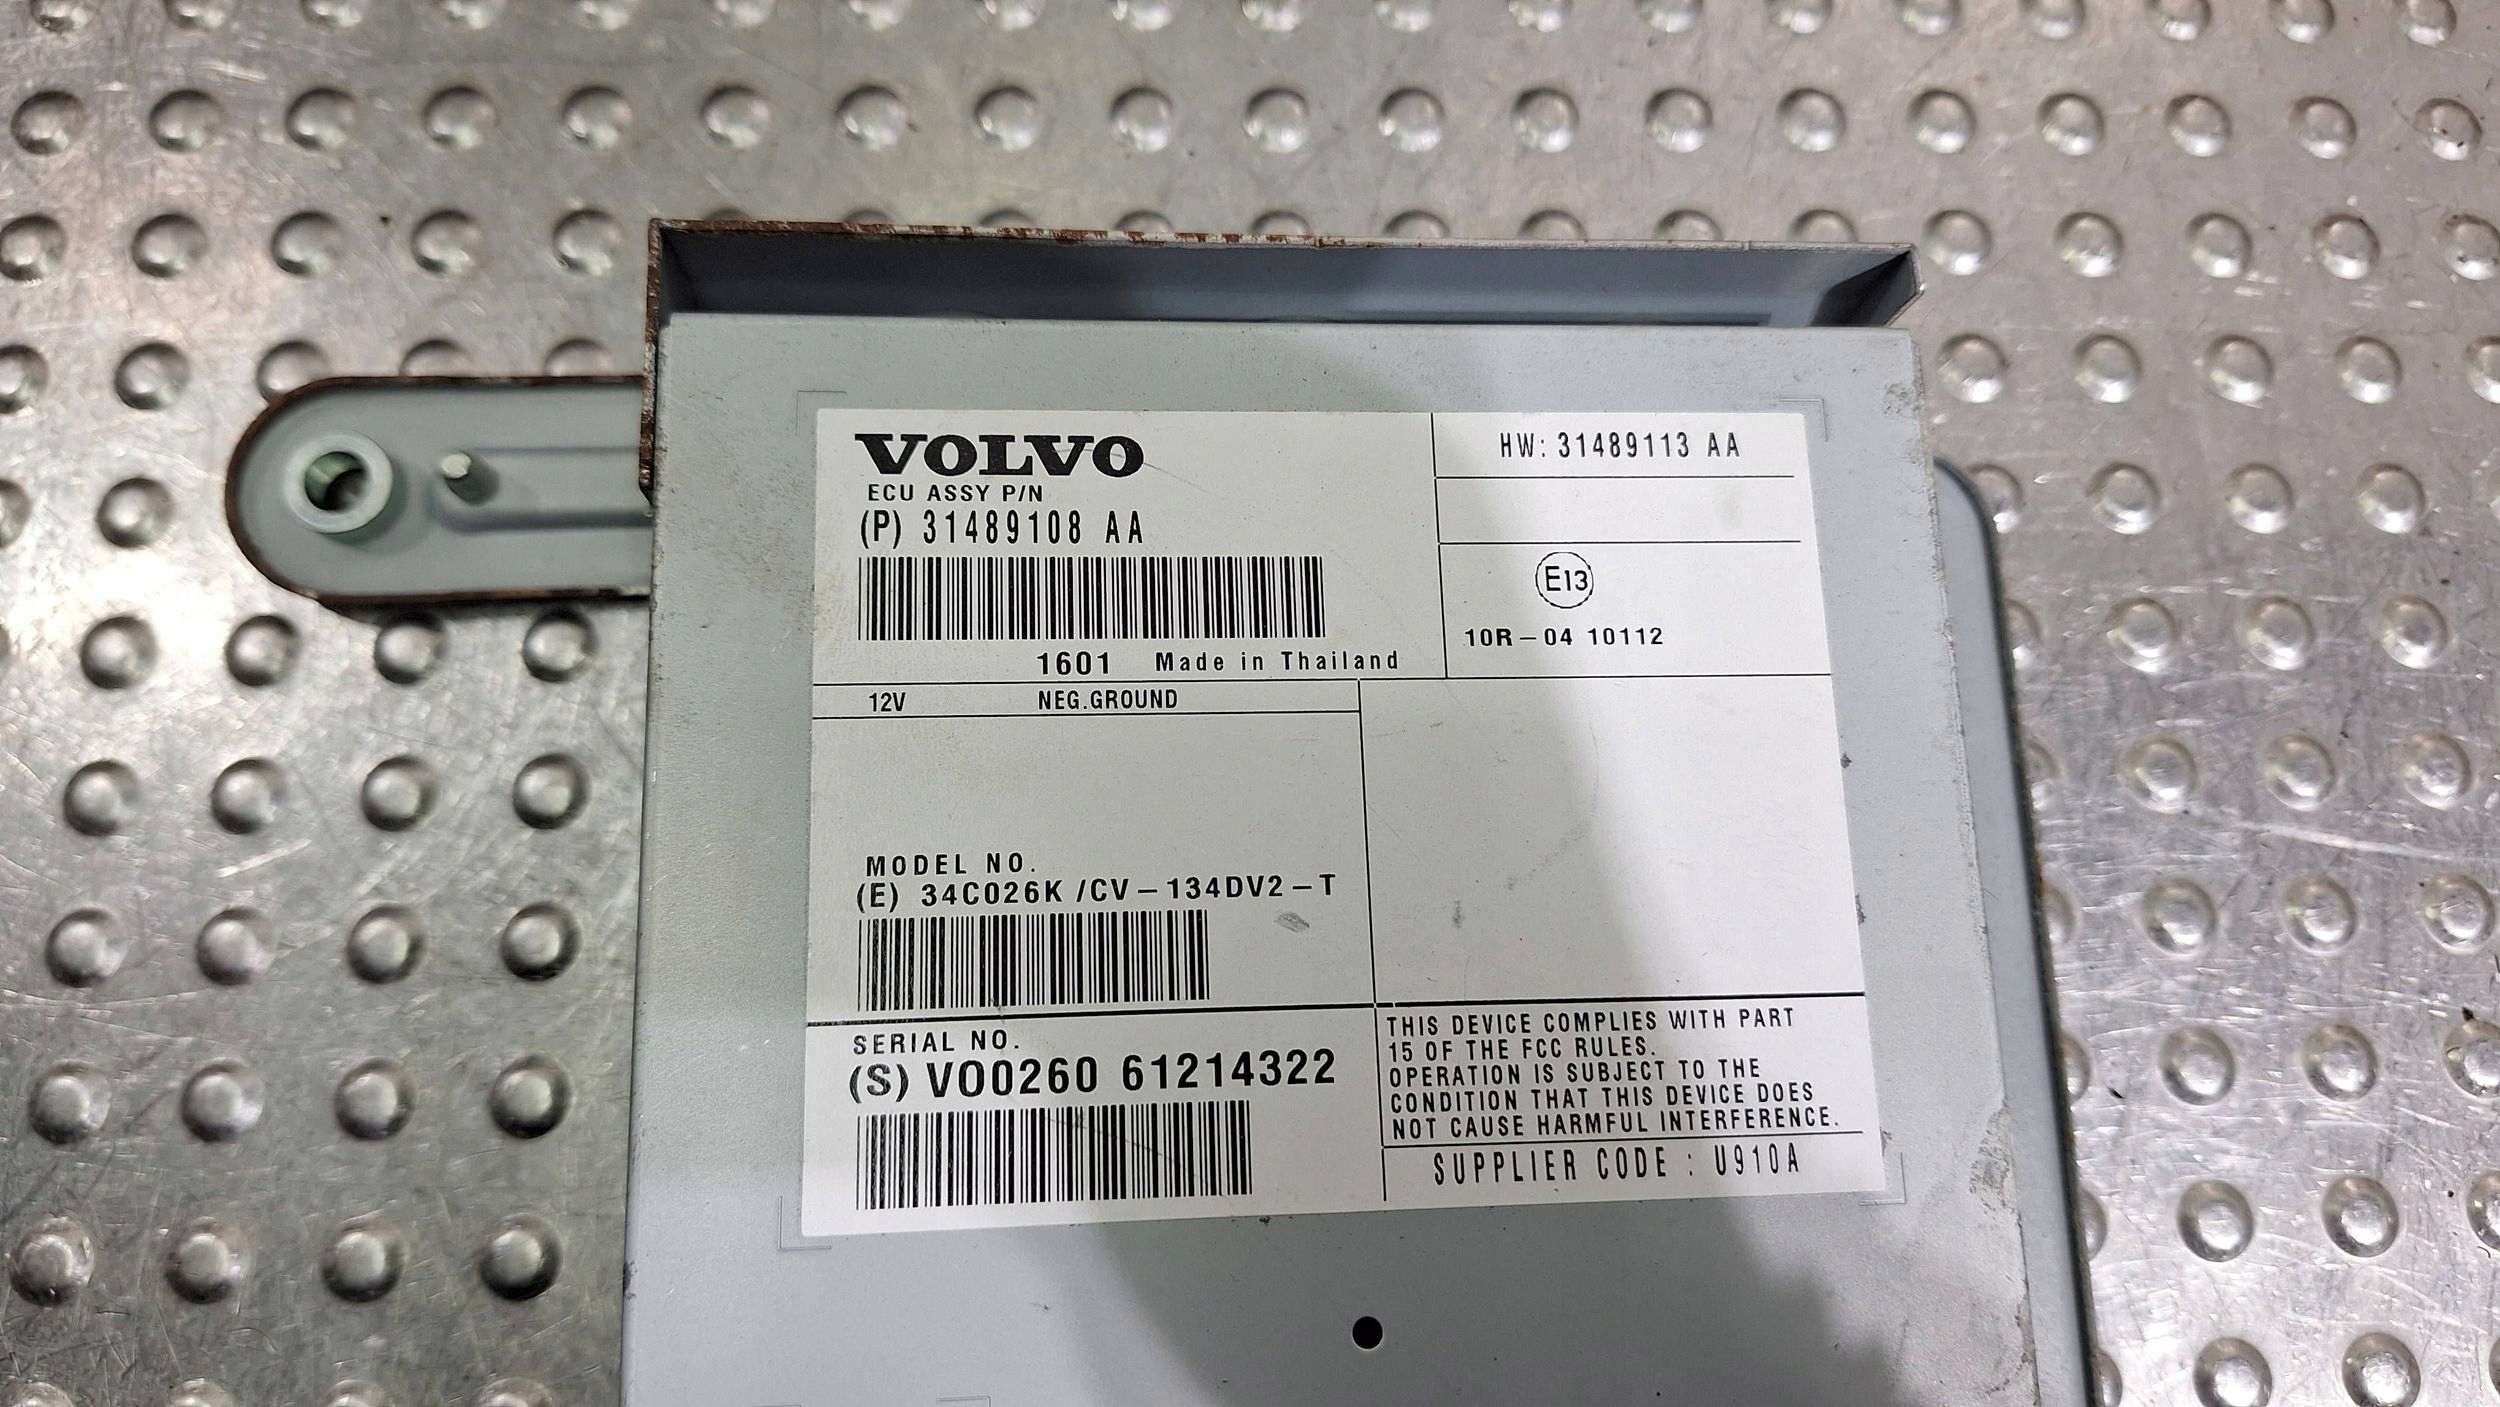 VOLVO
ECU ASSY P/N
(P) 31489108 AA
1601 Made in Thailand
HW: 31489113 AA
E13
10R-04 10112
12V NEG.GROUND
MODEL NO.
(E) 34C026K /CV-134DV2-T
SERIAL NO.
(S) VO0260 61214322
THIS DEVICE COMPLIES WITH PART
15 OF THE FCC RULES.
OPERATION IS SUBJECT TO THE
CONDITION THAT THIS DEVICE DOES
NOT CAUSE HARMFUL INTERFERENCE.
SUPPLIER CODE : U910A